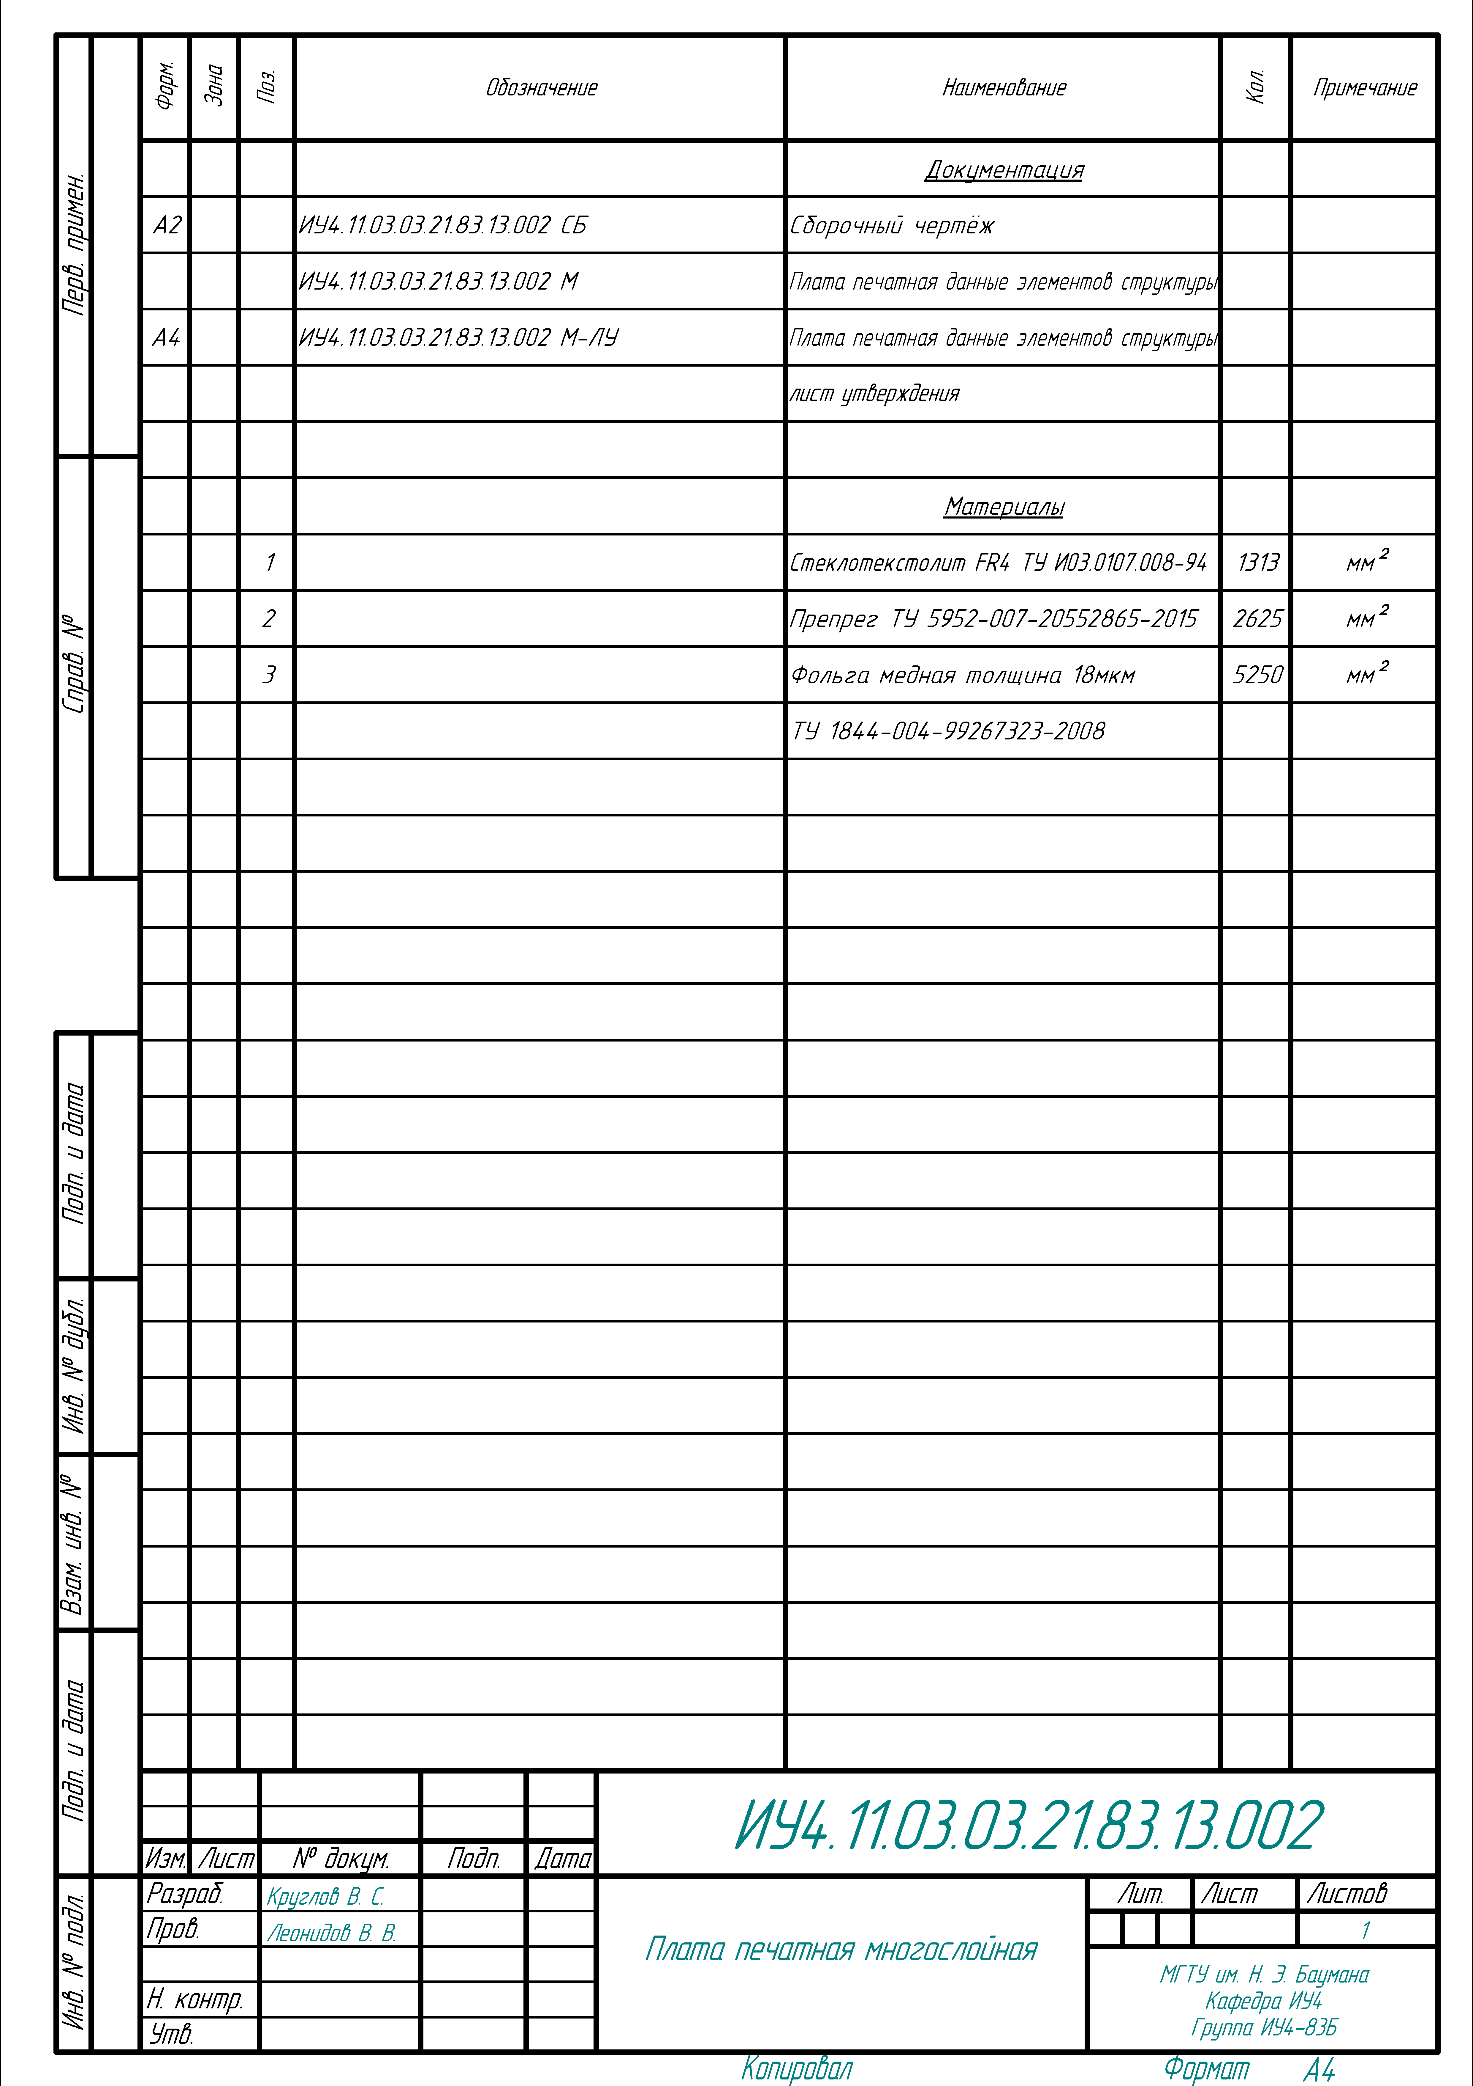 Перв. примен.
Справ. №
Подп. и дата
Инв. № дубл.
Взам. инв. №
Подп. и дата
Инв. № подл.
Форм. Зона Поз. Обозначение Наименование Кол. Примечание
Документация
А2 ИУ4.11.03.03.21.83.13.002 СБ Сборочный чертёж
ИУ4.11.03.03.21.83.13.002 М Плата печатная данные элементов структуры
А4 ИУ4.11.03.03.21.83.13.002 М-ЛУ Плата печатная данные элементов структуры
лист утверждения
Материалы
1 Стеклотекстолит FR4 ТУ И03.0107.008-94 1313 мм²
2 Препрег ТУ 5952-007-20552865-2015 2625 мм²
3 Фольга медная толщина 18мкм 5250 мм²
ТУ 1844-004-99267323-2008
ИУ4.11.03.03.21.83.13.002
Изм. Лист № докум. Подп. Дата
Разраб. Круглов В. С.
Пров. Леонидов В. В.
Н. контр.
Утв.
Плата печатная многослойная
Лит. Лист Листов
1
МГТУ им. Н. Э. Баумана
Кафедра ИУ4
Группа ИУ4-83Б
Копировал Формат А4